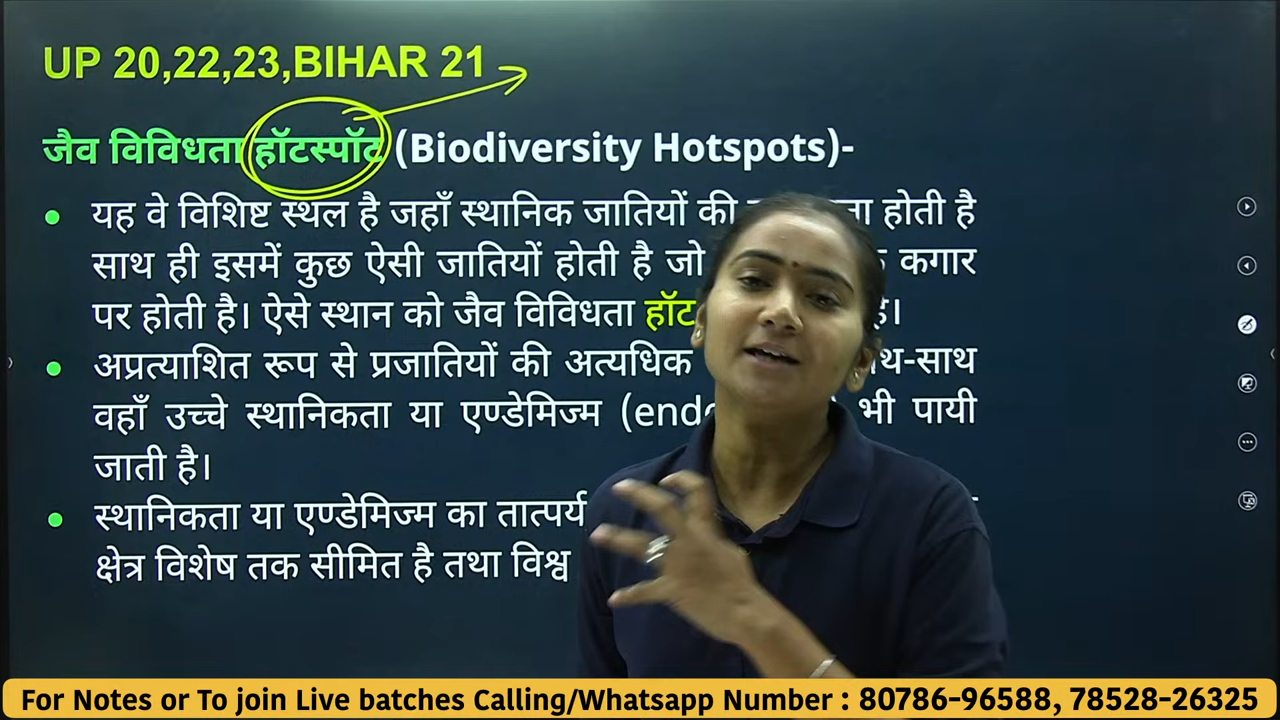 UP 20,22,23,BIHAR 21
जैव विविधता हॉटस्पॉट (Biodiversity Hotspots)-
यह वे विशिष्ट स्थल है जहाँ स्थानिक जातियों की होती है
साथ ही इसमें कुछ ऐसी जातियों होती है जो कगार
पर होती है। ऐसे स्थान को जैव विविधता है।
अप्रत्याशित रूप से प्रजातियों की अत्यधिक
वहाँ उच्चे स्थानिकता या एण्डेमिज्म भी पायी
जाती है।
स्थानिकता या एण्डेमिज्म का तात्पर्य
क्षेत्र विशेष तक सीमित है तथा विश्व
For Notes or To join Live batches Calling/Whatsapp Number : 80786-96588, 78528-26325